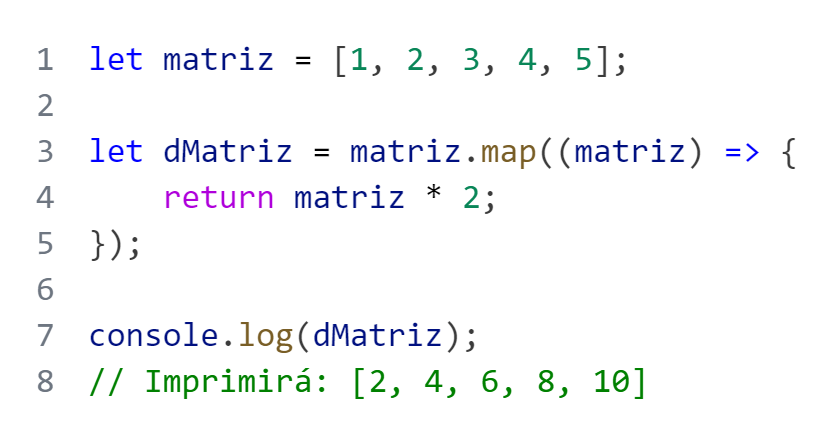 1 let matriz = [1, 2, 3, 4, 5];
2
3 let dMatriz = matriz.map((matriz) => {
4     return matriz * 2;
5 });
6
7 console.log(dMatriz);
8 // Imprimirá: [2, 4, 6, 8, 10]